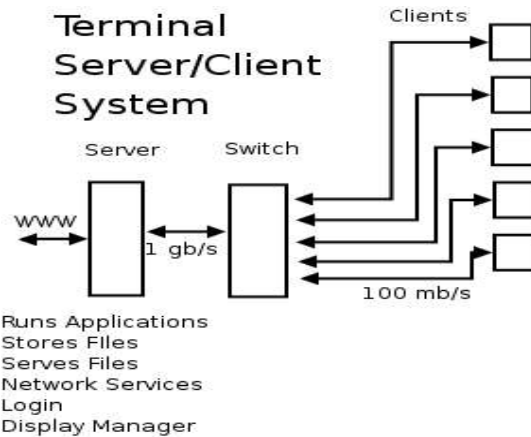 Terminal
Server/Client
System
Clients
Server
Switch
WWW
1 gb/s
100 mb/s
Runs Applications
Stores FIles
Serves Files
Network Services
Login
Display Manager